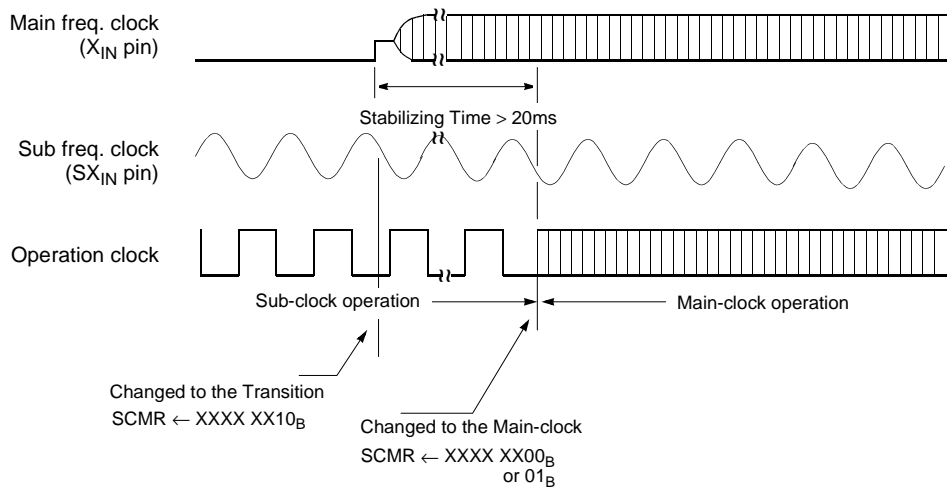 Main freq. clock
(XIN pin)
Stabilizing Time > 20ms
Sub freq. clock
(SXIN pin)
Operation clock
Sub-clock operation
Main-clock operation
Changed to the Transition
SCMR ← XXXX XX10B
Changed to the Main-clock
SCMR ← XXXX XX00B
or 01B